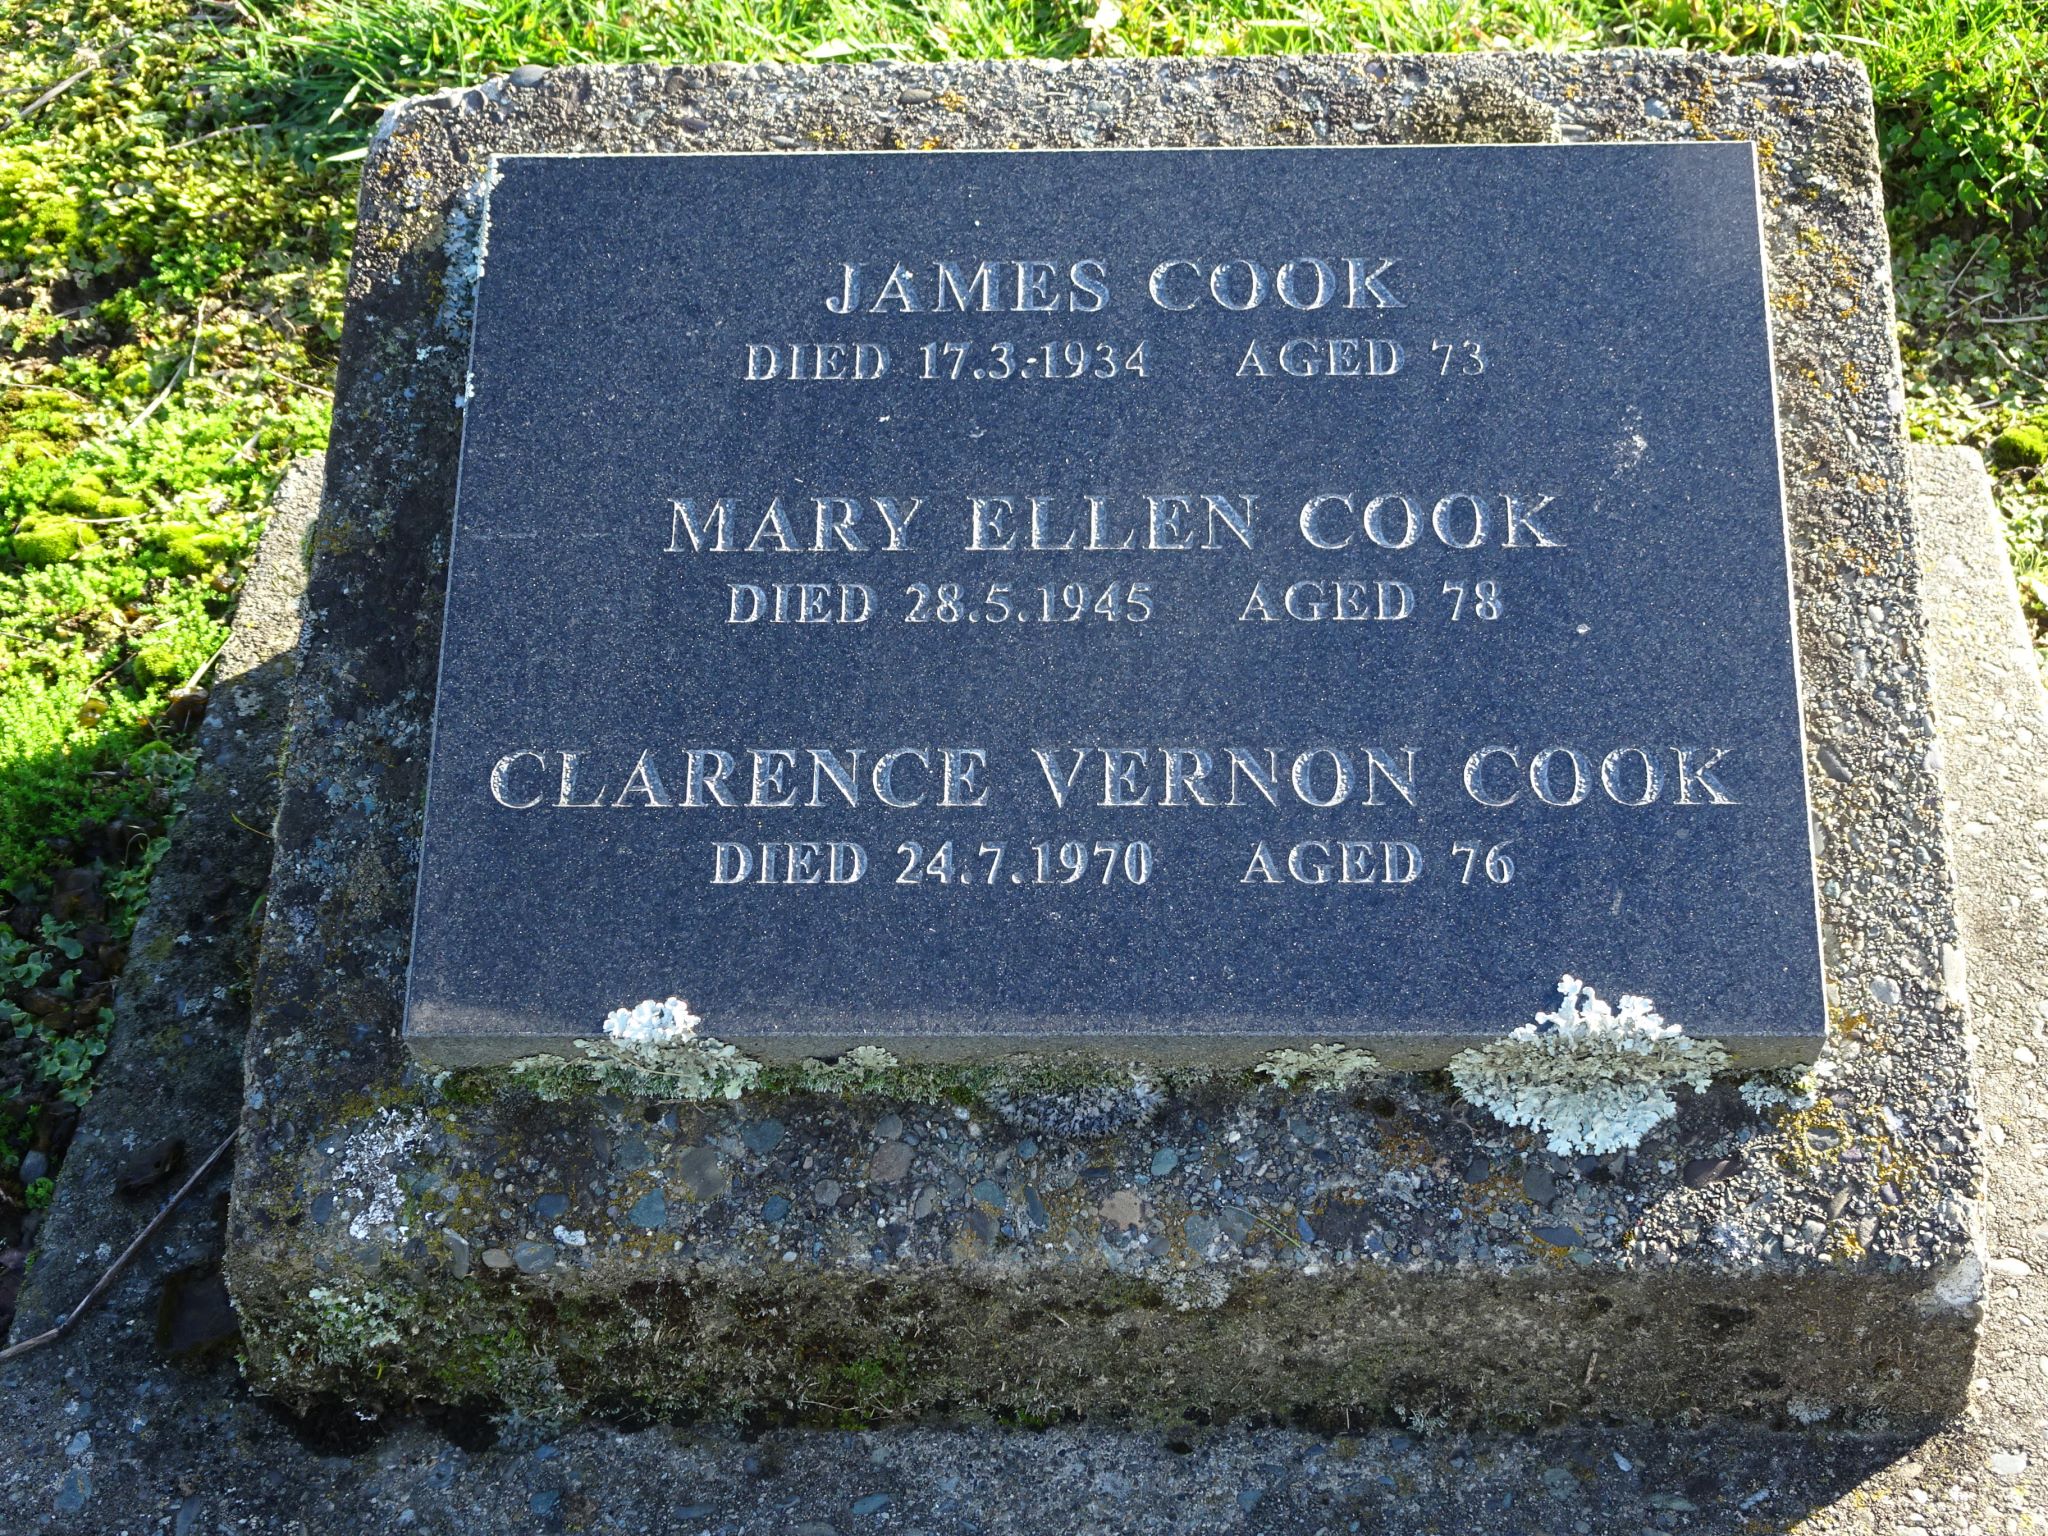 JAMES COOK
DIED 17.3.1934 AGED 73
MARY ELLEN COOK
DIED 28.5.1945 AGED 78
CLARENCE VERNON COOK
DIED 24.7.1970 AGED 76